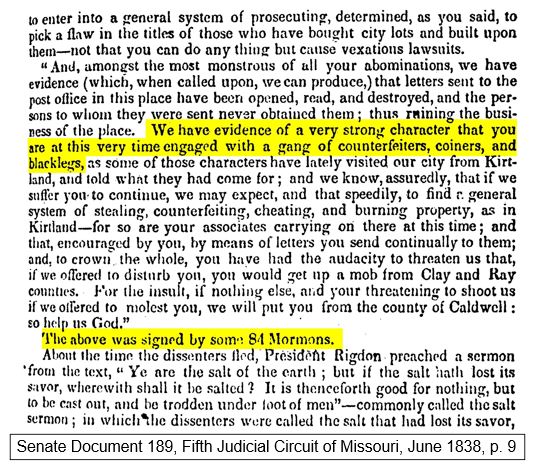 to enter into a general system of prosecuting, determined, as you said, to
pick a flaw in the titles of those who have bought city lots and built upon
them—not that you can do any thing but cause vexations lawsuits.
"And, amongst the most monstrous of all your abominations, we have
evidence (which, when called upon, we can produce,) that letters sent to the
post office in this place have been opened, read, and destroyed, and the per-
sons to whom they were sent never obtained them; thus ruining the busi-
ness of the place. We have evidence of a very strong character that you
are at this very time engaged with a gang of counterfeiters, coiners, and
blacklegs, as some of those characters have lately visited our city from Kirt-
land, and told what they had come for; and we know, assuredly, that if we
suffer you to continue, we may expect, and that speedily, to find a general
system of stealing, counterfeiting, cheating, and burning property, as in
Kirtland—for so are your associates carrying on there at this time; and
that, encouraged by you, by means of letters you send continually to them;
and, to crown the whole, you have had the audacity to threaten us that,
if we offered to disturb you, you would get up a mob from Clay and Ray
counties. For the insult, if nothing else, and your threatening to shoot us
if we offered to molest you, we will put you from the county of Caldwell:
so help us God."
The above was signed by some 84 Mormons.
About the time the dissenters fled, President Rigdon preached a sermon
from the text, "Ye are the salt of the earth; but if the salt hath lost its
savor, wherewith shall it be salted? It is thenceforth good for nothing, but
to be cast out, and be trodden under foot of men"—commonly called the salt
sermon; in which the dissenters were called the salt that had lost its savor,
Senate Document 189, Fifth Judicial Circuit of Missouri, June 1838, p. 9